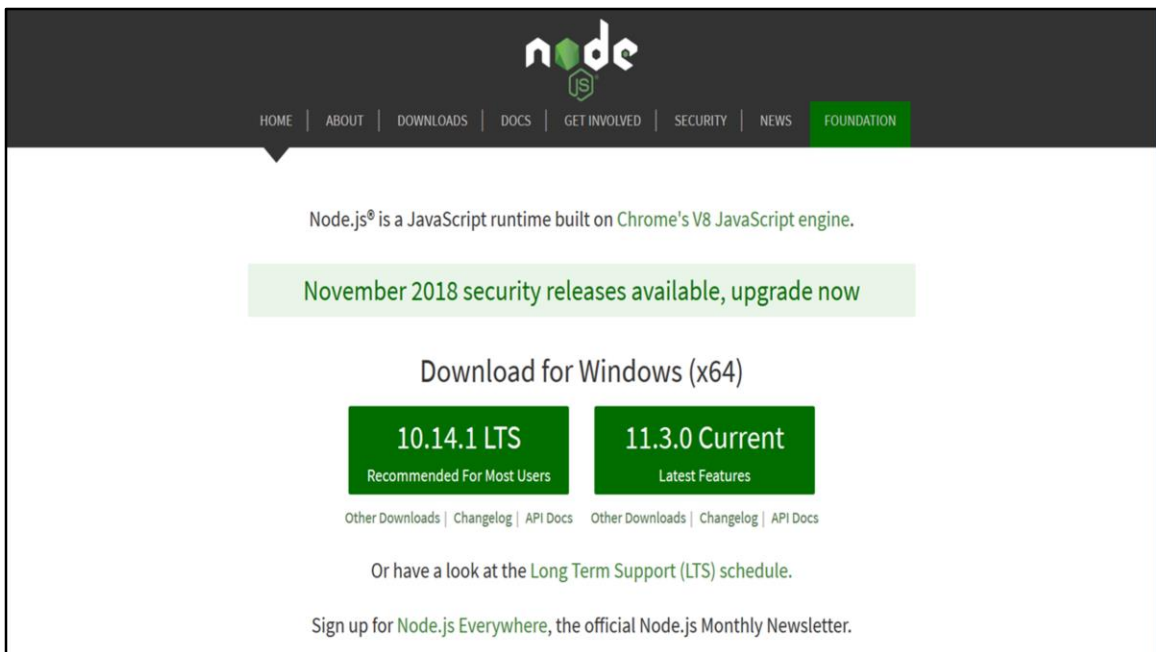 node
JS®
HOME | ABOUT | DOWNLOADS | DOCS | GET INVOLVED | SECURITY | NEWS FOUNDATION
Node.js® is a JavaScript runtime built on Chrome's V8 JavaScript engine.
November 2018 security releases available, upgrade now
Download for Windows (x64)
10.14.1 LTS 11.3.0 Current
Recommended For Most Users Latest Features
Other Downloads | Changelog | API Docs Other Downloads | Changelog | API Docs
Or have a look at the Long Term Support (LTS) schedule.
Sign up for Node.js Everywhere, the official Node.js Monthly Newsletter.